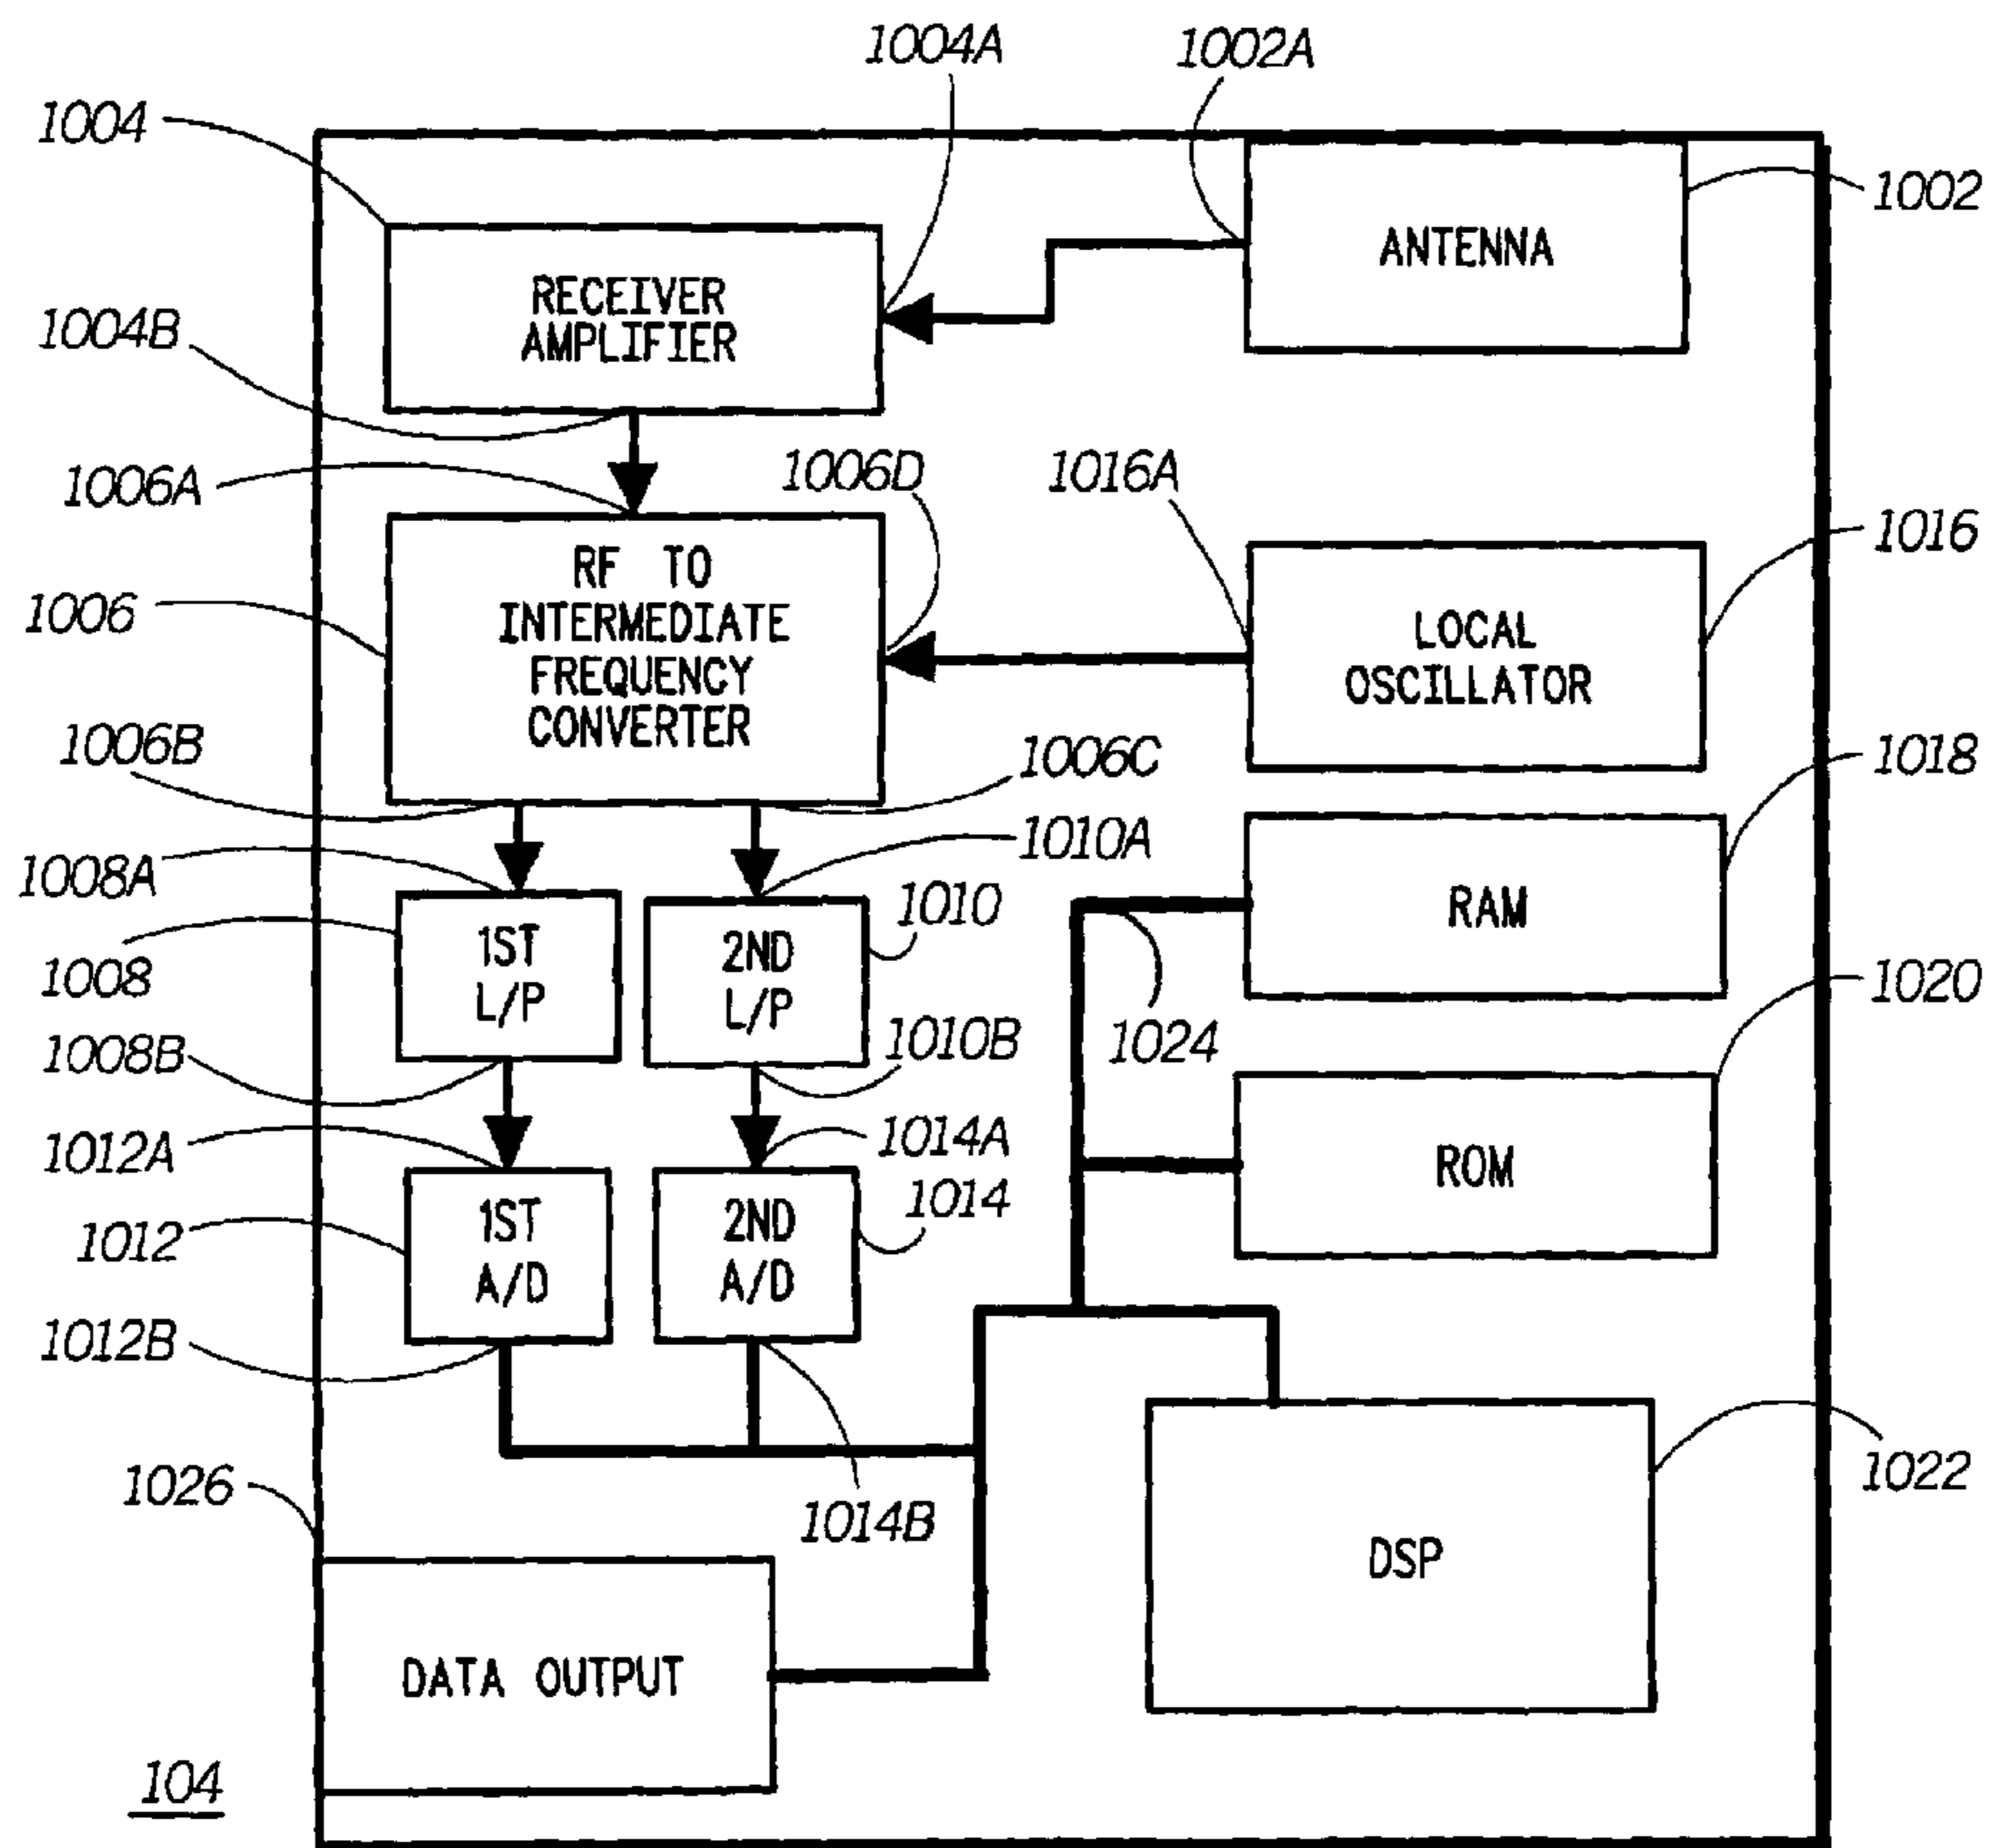 1004A
1002A
1004
1002
ANTENNA
RECEIVER
AMPLIFIER
1004B
1006A
1006D
1016A
1016
RF TO
INTERMEDIATE
FREQUENCY
CONVERTER
1006
LOCAL
OSCILLATOR
1006B
1006C
1018
1008A
1010A
1010
RAM
1ST
L/P
2ND
L/P
1008
1020
1008B
1010B
1024
1012A
1014A
1014
ROM
1ST
A/D
2ND
A/D
1012
1012B
1026
1014B
1022
DSP
DATA OUTPUT
104